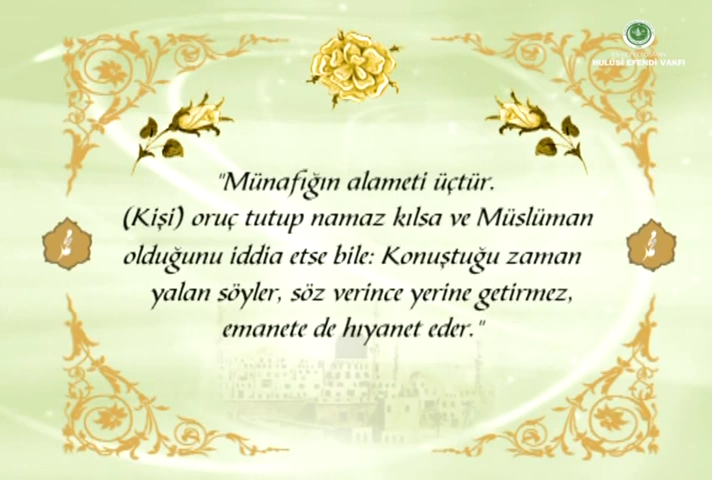 HULÛSİ EFENDİ VAKFI
"Münafığın alameti üçtür.
(Kişi) oruç tutup namaz kılsa ve Müslüman
olduğunu iddia etse bile: Konuştuğu zaman
yalan söyler, söz verince yerine getirmez,
emanete de hıyanet eder."